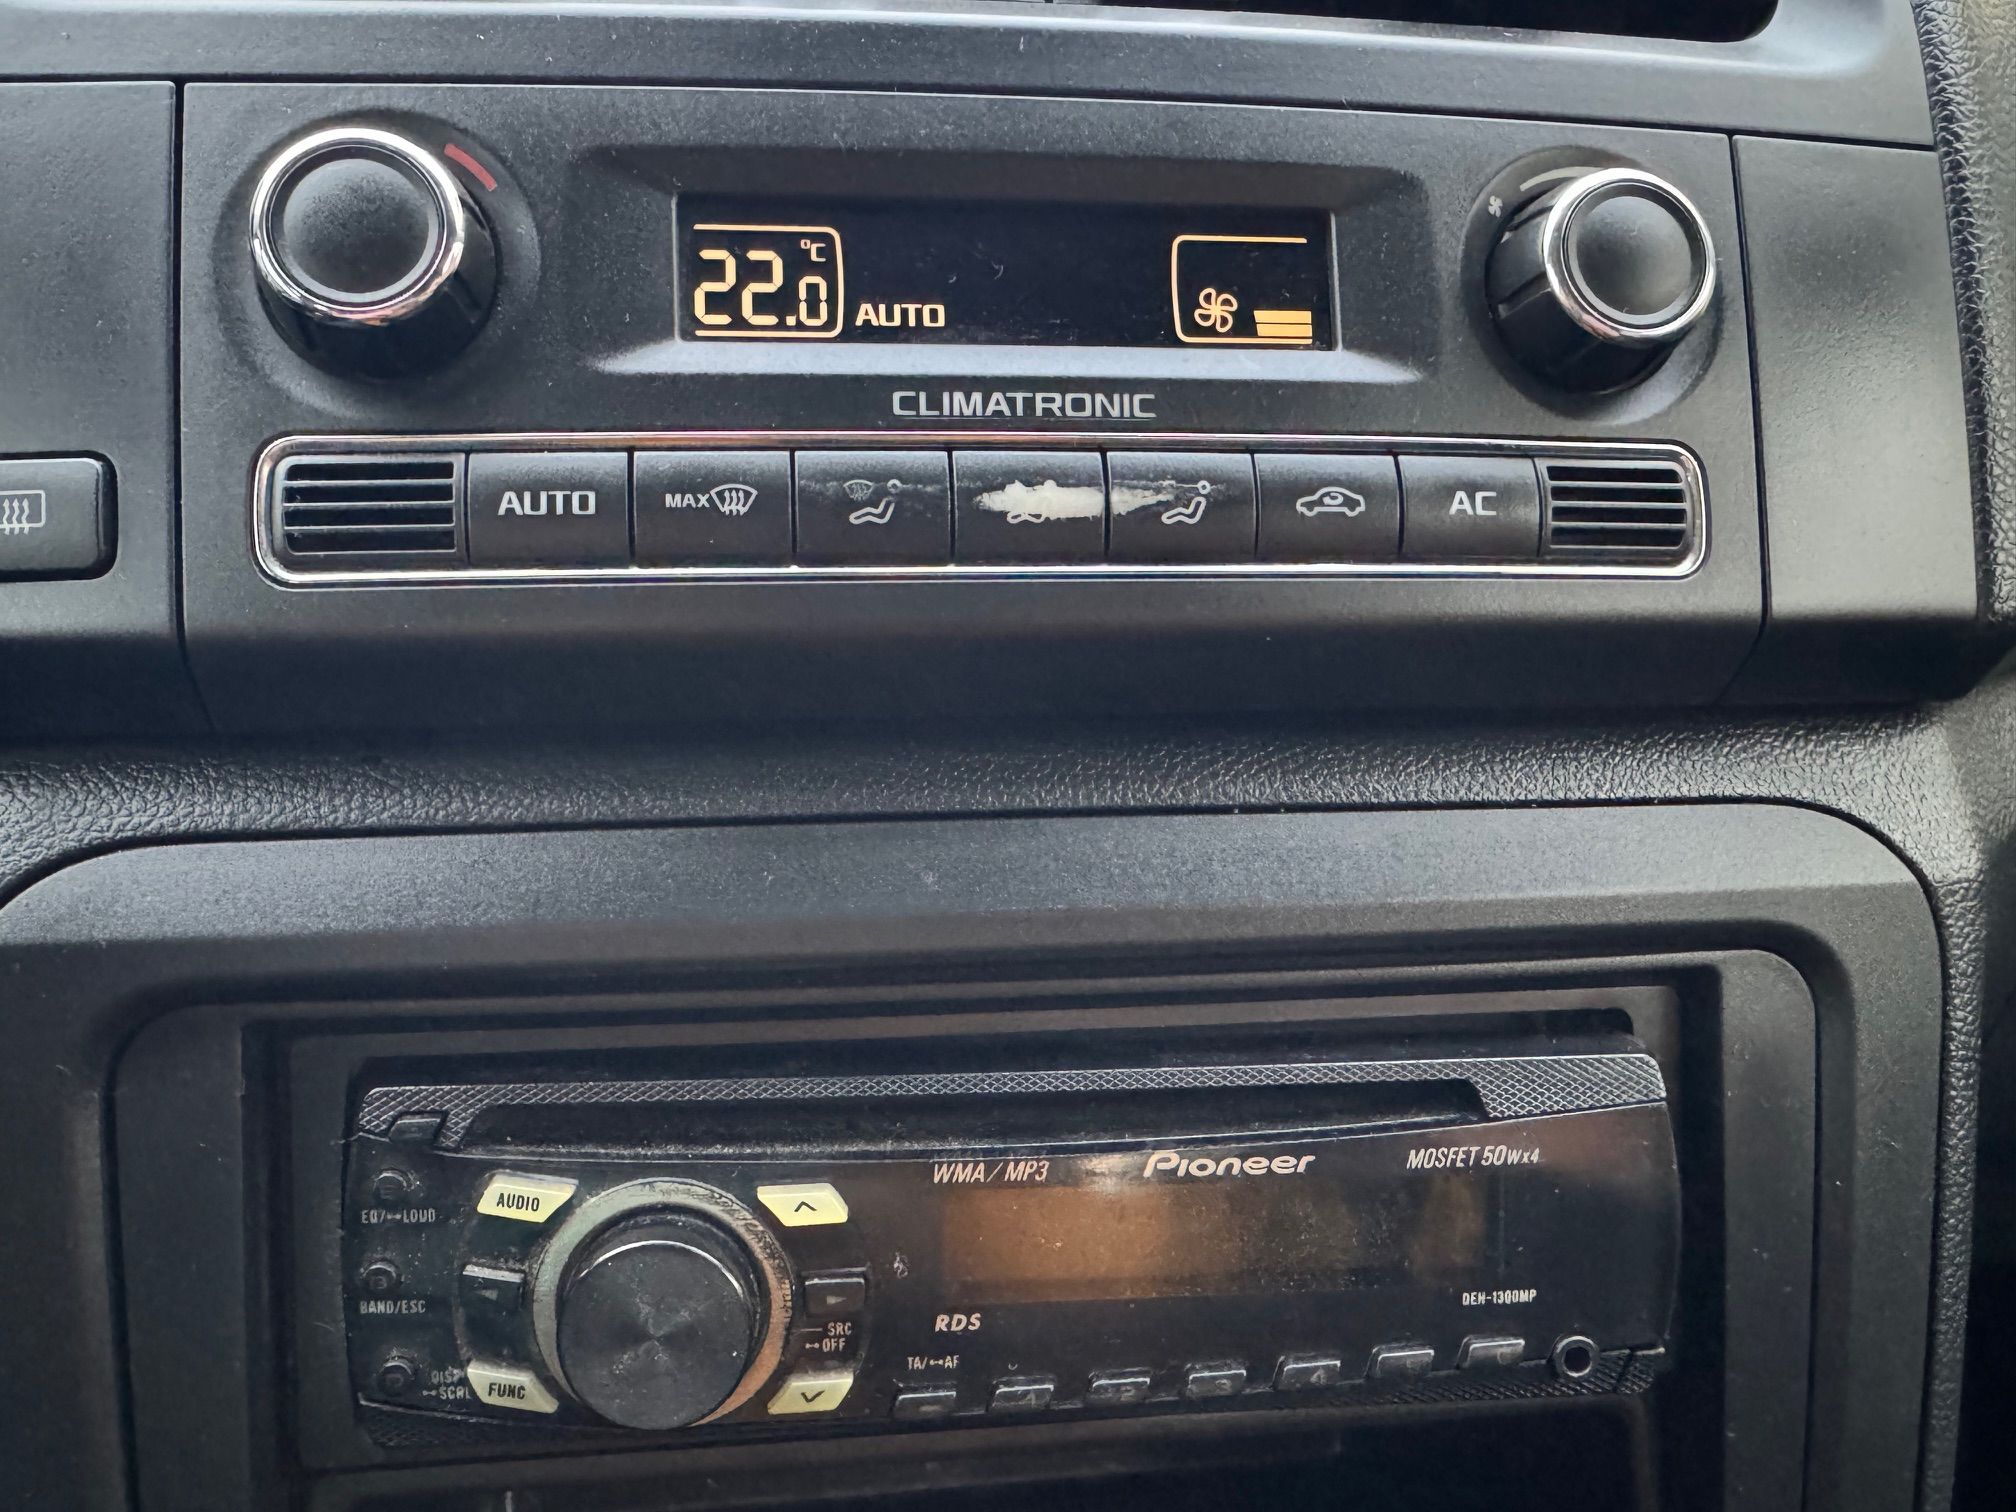 22.0 °C
AUTO
CLIMATRONIC
AUTO
MAX
AC
WMA/MP3
Pioneer
MOSFET 50Wx4
AUDIO
EQ/LOUD
BAND/ESC
DEH-1300MP
RDS
SRC
OFF
TA/AF
DISP
SCRL
FUNC